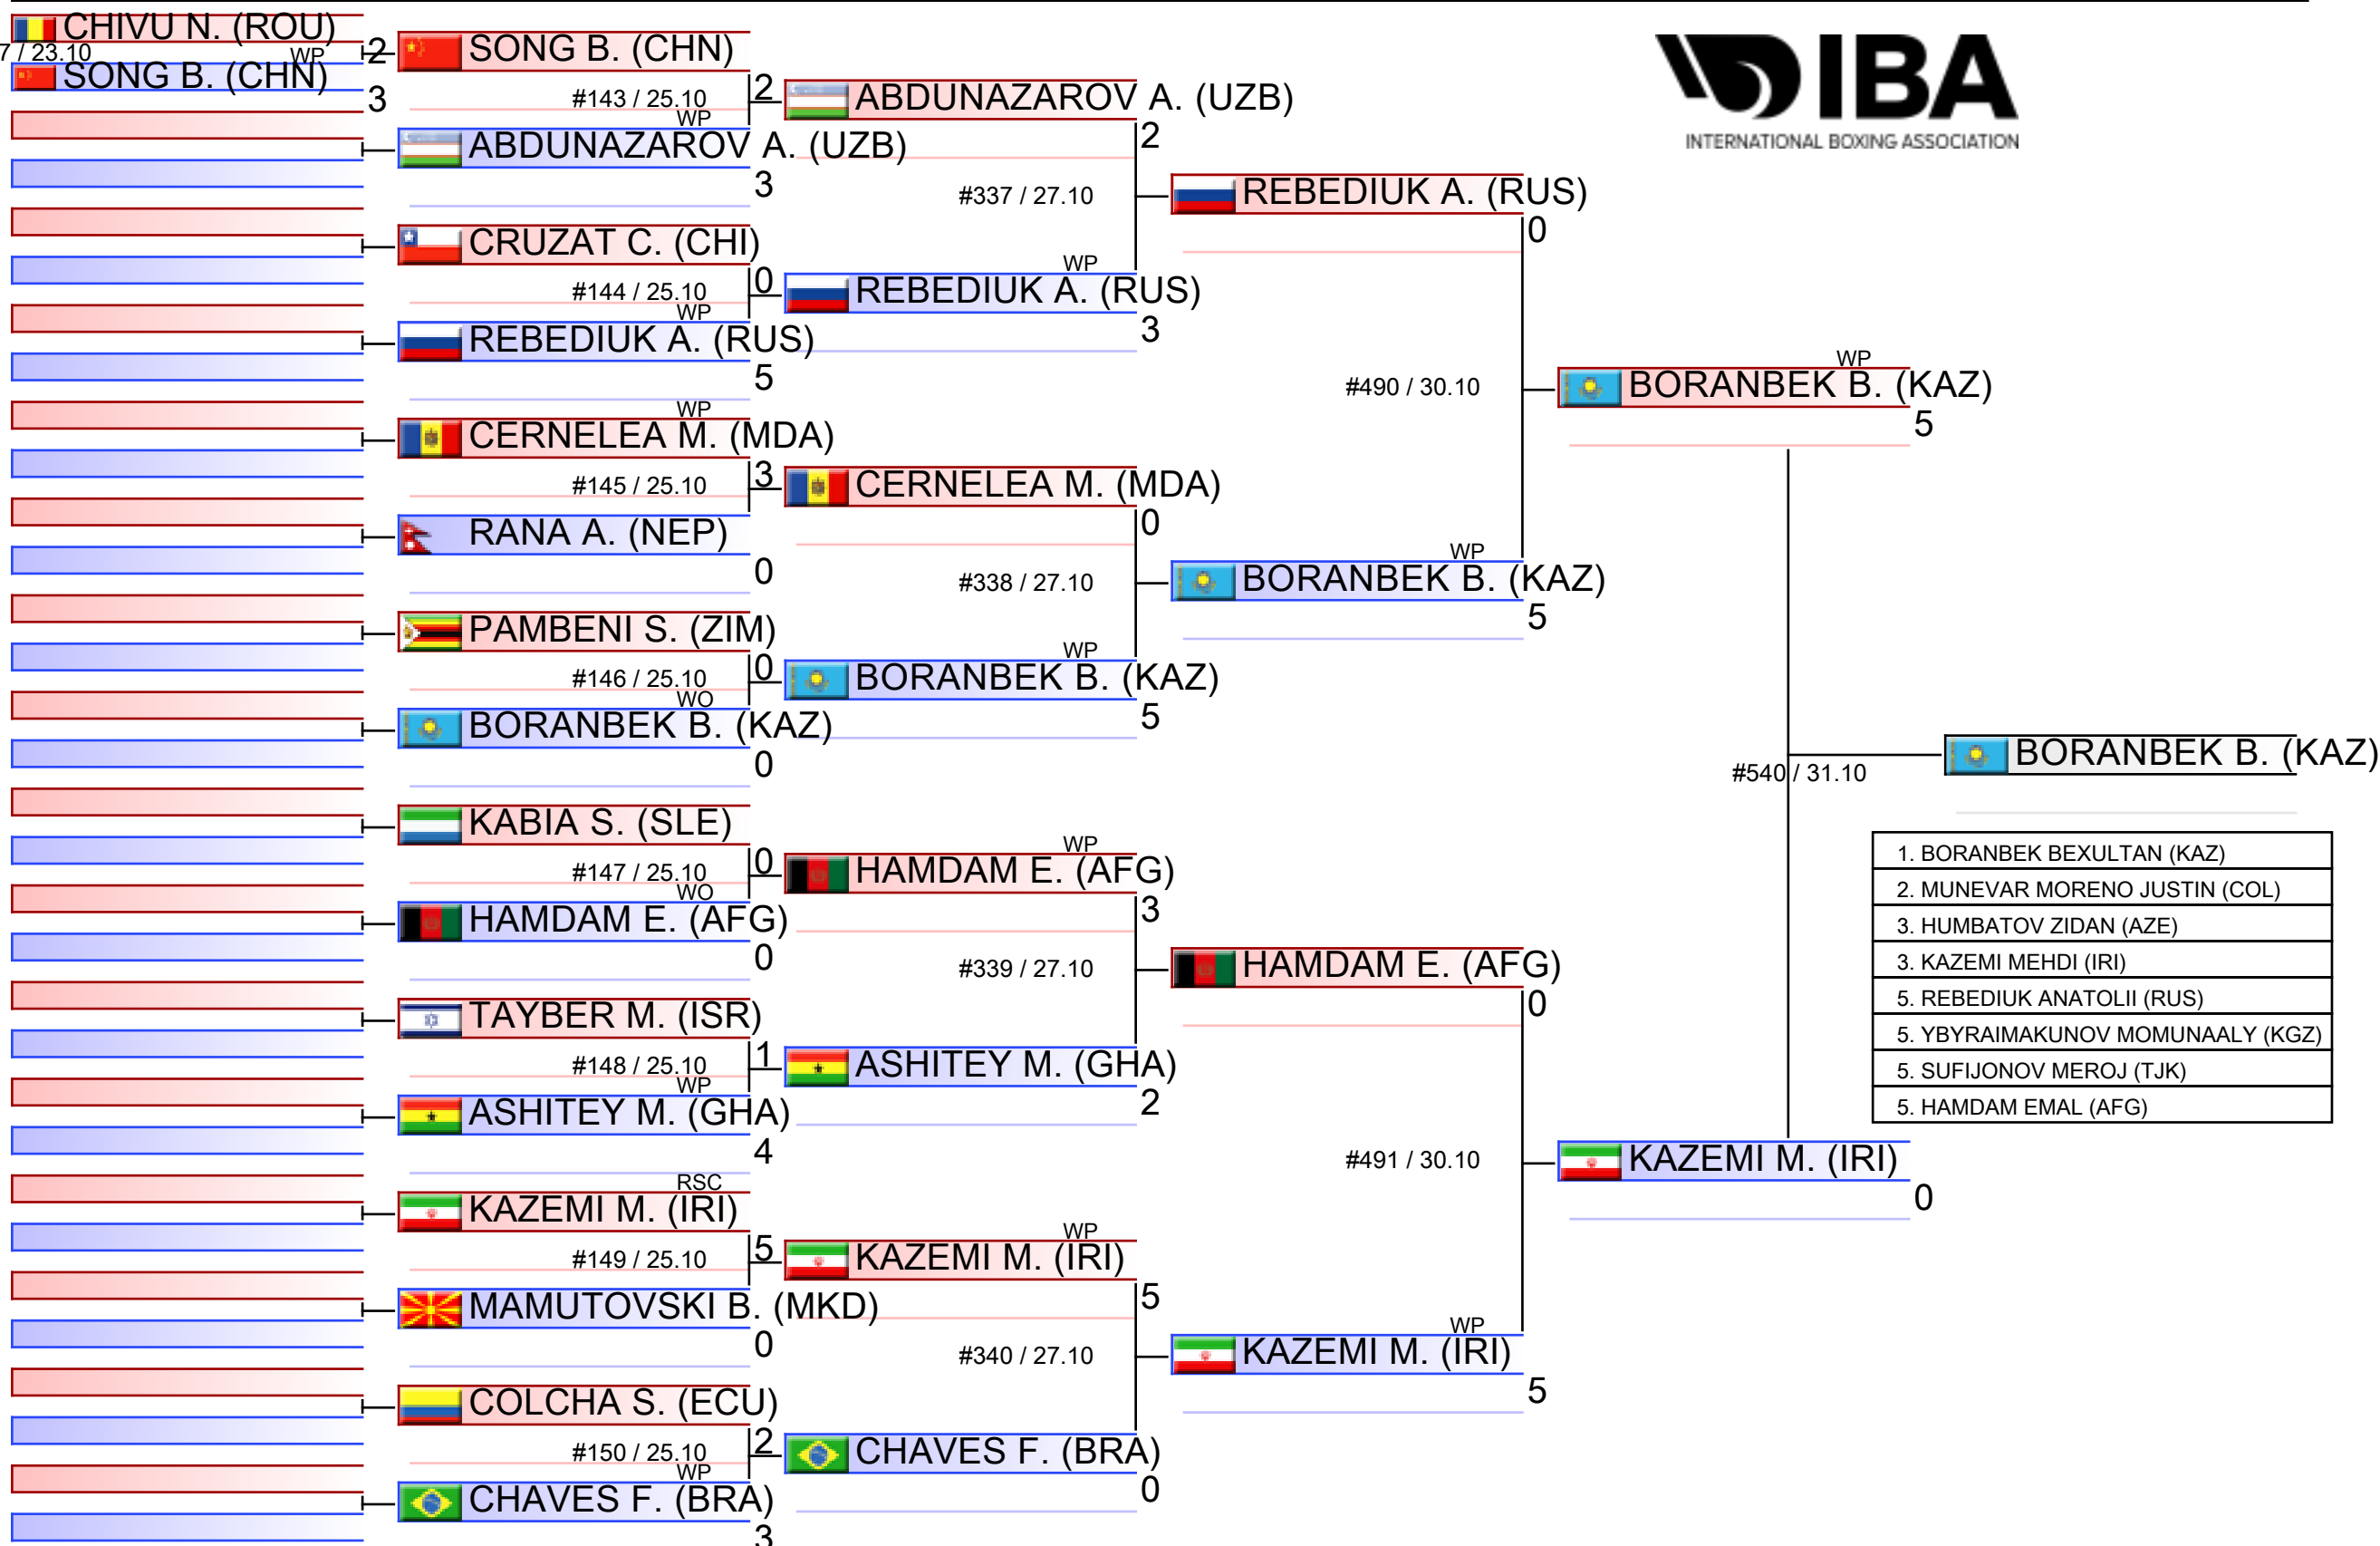 CHIVU N. (ROU)
7 / 23.10
WP
2
SONG B. (CHN)
3
SONG B. (CHN)
2
#143 / 25.10
WP
ABDUNAZAROV A. (UZB)
3
CRUZAT C. (CHI)
0
#144 / 25.10
WP
REBEDIUK A. (RUS)
5
WP
CERNELEA M. (MDA)
3
#145 / 25.10
RANA A. (NEP)
0
PAMBENI S. (ZIM)
0
#146 / 25.10
WO
BORANBEK B. (KAZ)
0
KABIA S. (SLE)
0
#147 / 25.10
WO
HAMDAM E. (AFG)
0
TAYBER M. (ISR)
1
#148 / 25.10
WP
ASHITEY M. (GHA)
4
RSC
KAZEMI M. (IRI)
5
#149 / 25.10
MAMUTOVSKI B. (MKD)
0
COLCHA S. (ECU)
2
#150 / 25.10
WP
CHAVES F. (BRA)
3
ABDUNAZAROV A. (UZB)
2
#337 / 27.10
WP
REBEDIUK A. (RUS)
3
CERNELEA M. (MDA)
0
#338 / 27.10
WP
BORANBEK B. (KAZ)
5
WP
HAMDAM E. (AFG)
3
#339 / 27.10
ASHITEY M. (GHA)
2
WP
KAZEMI M. (IRI)
5
#340 / 27.10
CHAVES F. (BRA)
0
REBEDIUK A. (RUS)
0
#490 / 30.10
WP
BORANBEK B. (KAZ)
5
HAMDAM E. (AFG)
0
#491 / 30.10
WP
KAZEMI M. (IRI)
5
IBA
INTERNATIONAL BOXING ASSOCIATION
WP
BORANBEK B. (KAZ)
5
#540 / 31.10
KAZEMI M. (IRI)
0
BORANBEK B. (KAZ)
1. BORANBEK BEXULTAN (KAZ)
2. MUNEVAR MORENO JUSTIN (COL)
3. HUMBATOV ZIDAN (AZE)
3. KAZEMI MEHDI (IRI)
5. REBEDIUK ANATOLII (RUS)
5. YBYRAIMAKUNOV MOMUNAALY (KGZ)
5. SUFIJONOV MEROJ (TJK)
5. HAMDAM EMAL (AFG)